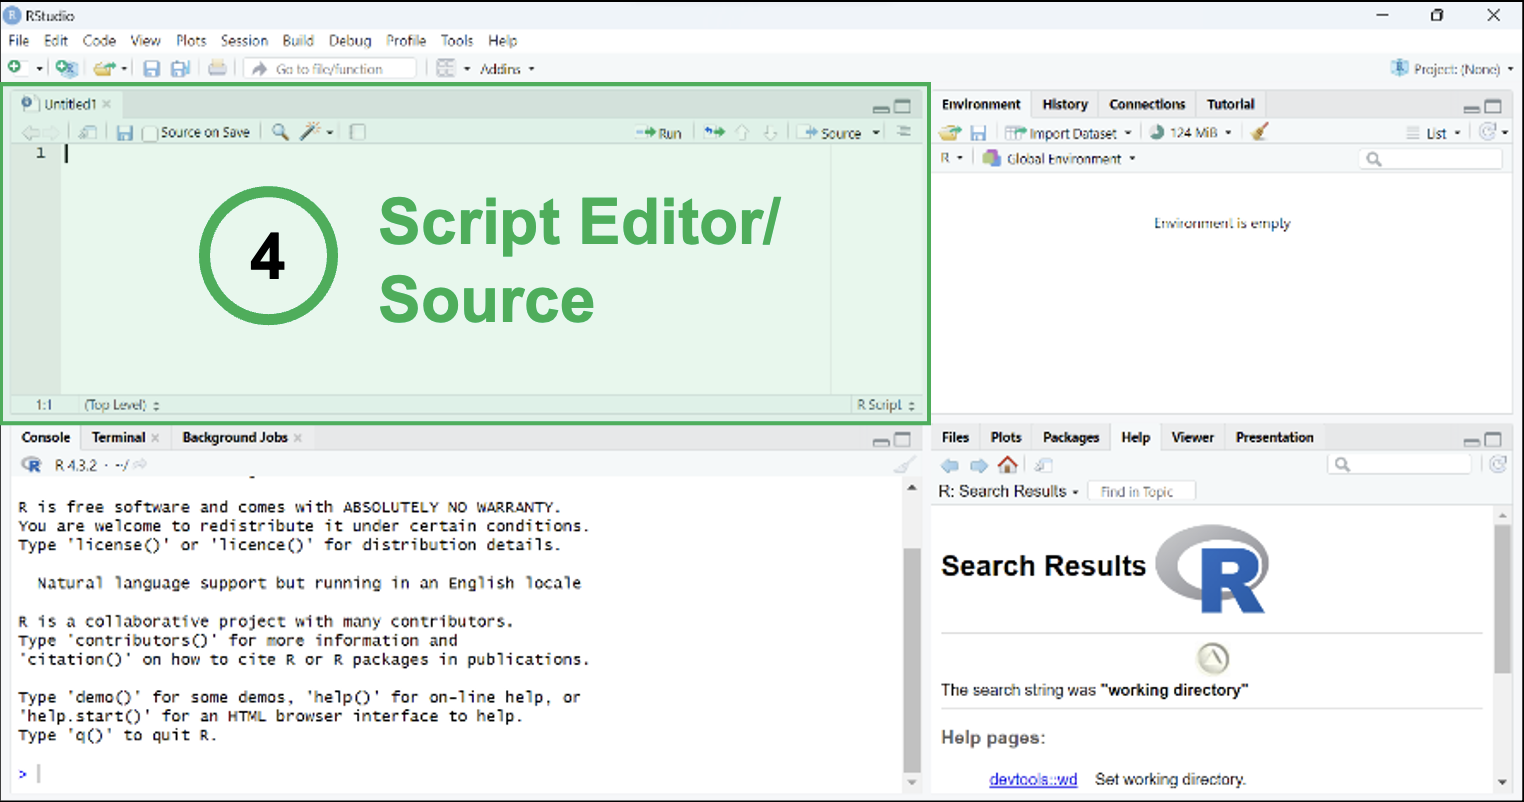 RStudio
File Edit Code View Plots Session Build Debug Profile Tools Help
Go to file/function Addins Project: (None)
Untitled1
Source on Save Run Source
1
4
Script Editor/
Source
1:1 (Top Level) R Script
Environment History Connections Tutorial
Import Dataset 124 MiB List
R Global Environment
Environment is empty
Console Terminal Background Jobs
R 4.3.2 · ~/
R is free software and comes with ABSOLUTELY NO WARRANTY.
You are welcome to redistribute it under certain conditions.
Type 'license()' or 'licence()' for distribution details.
Natural language support but running in an English locale
R is a collaborative project with many contributors.
Type 'contributors()' for more information and
'citation()' on how to cite R or R packages in publications.
Type 'demo()' for some demos, 'help()' for on-line help, or
'help.start()' for an HTML browser interface to help.
Type 'q()' to quit R.
>
Files Plots Packages Help Viewer Presentation
R: Search Results Find in Topic
Search Results R
The search string was "working directory"
Help pages:
devtools::wd Set working directory.